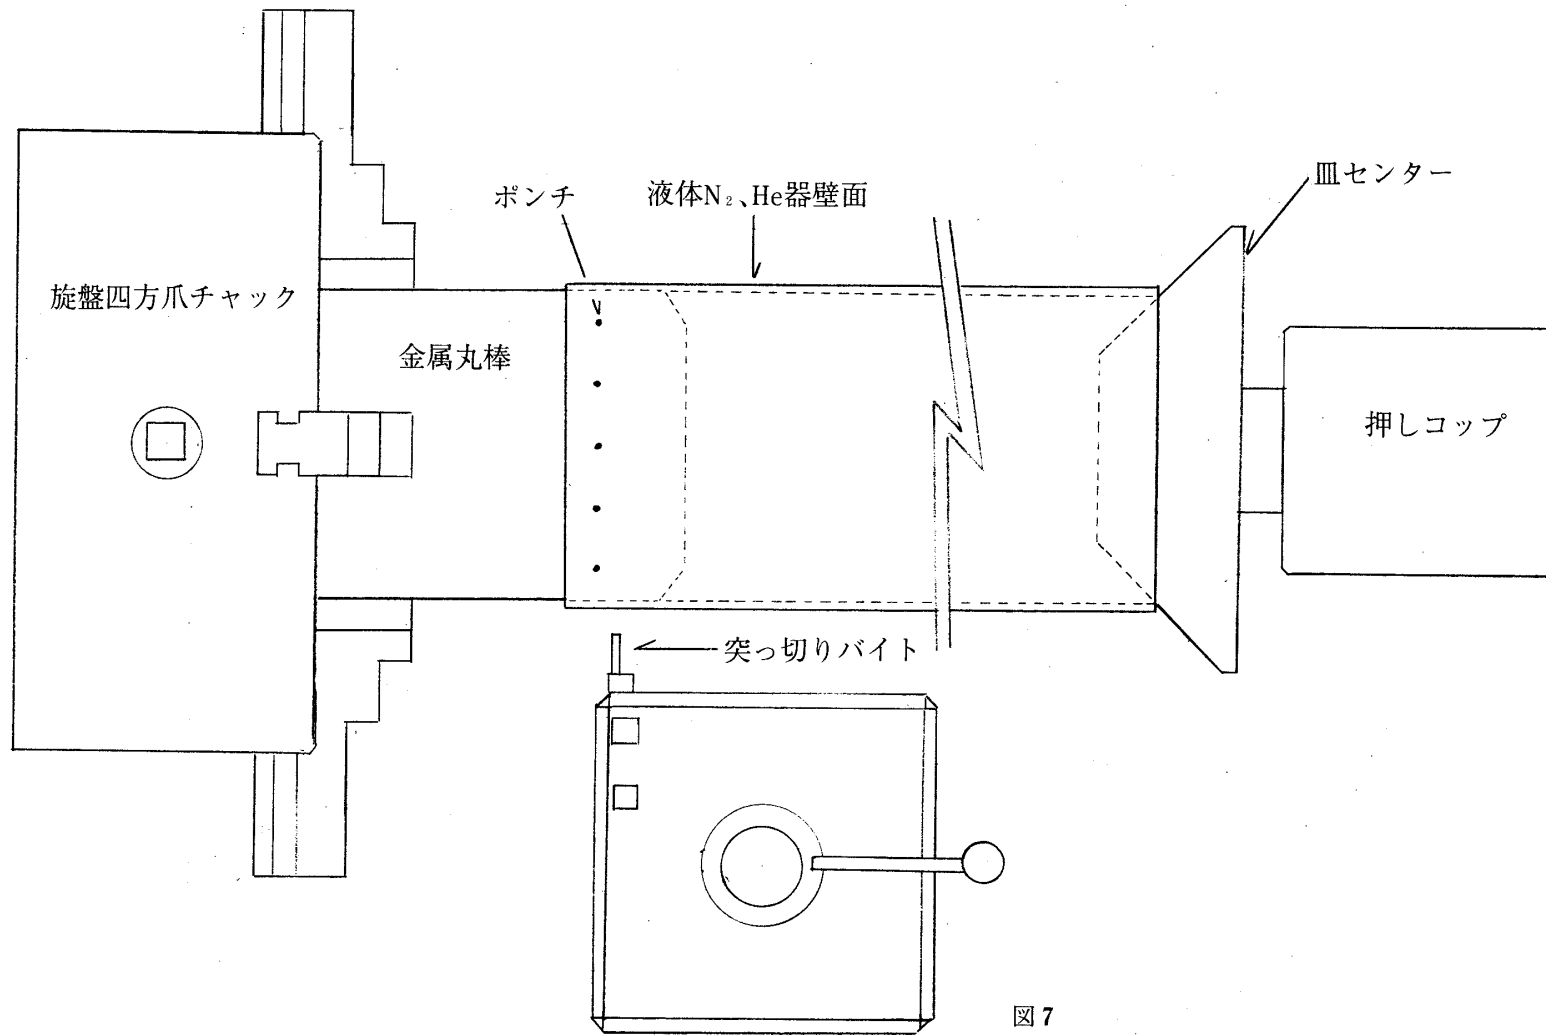 皿センター
ポンチ
液体N₂、He器壁面
旋盤四方爪チャック
金属丸棒
押しコップ
突っ切りバイト
図7